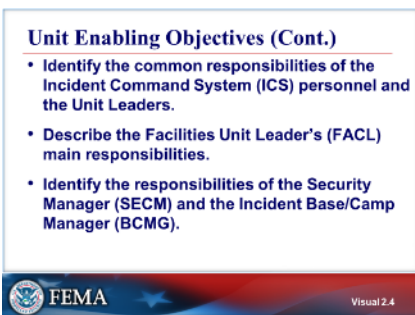 Unit Enabling Objectives (Cont.)
• Identify the common responsibilities of the
Incident Command System (ICS) personnel and
the Unit Leaders.
• Describe the Facilities Unit Leader's (FACL)
main responsibilities.
• Identify the responsibilities of the Security
Manager (SECM) and the Incident Base/Camp
Manager (BCMG).
FEMA
Visual 2.4